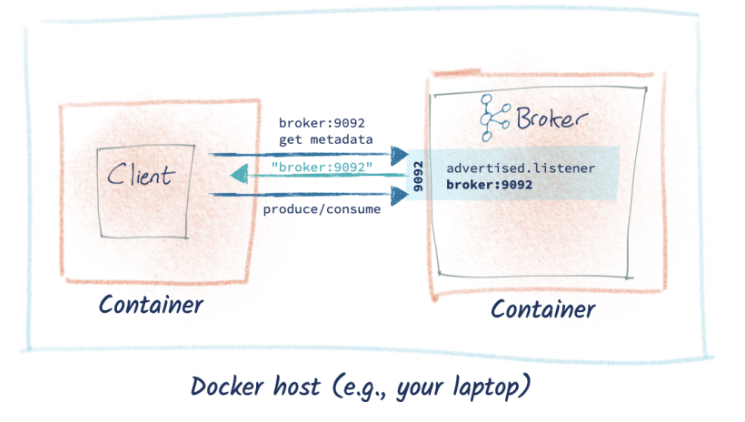 broker:9092
get metadata
Broker
Client
"broker:9092"
9092
advertised.listener
broker:9092
produce/consume
Container
Container
Docker host (e.g., your laptop)